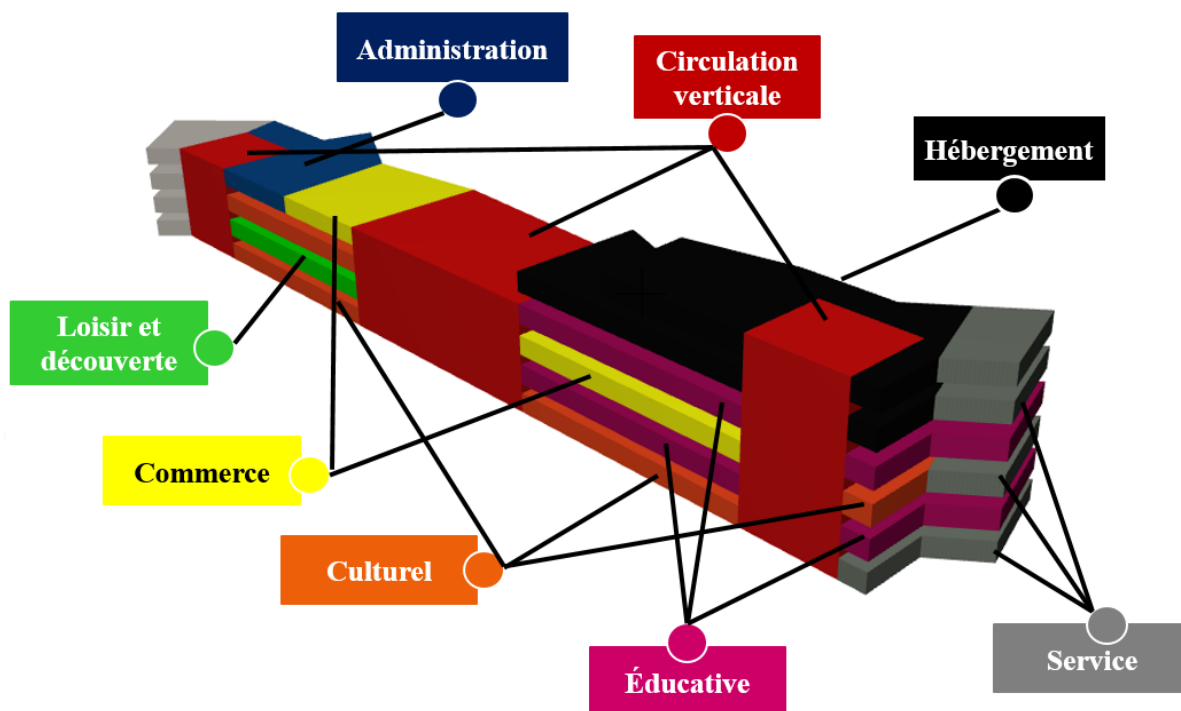 Administration
Circulation
verticale
Hébergement
Loisir et
découverte
Commerce
Culturel
Éducative
Service